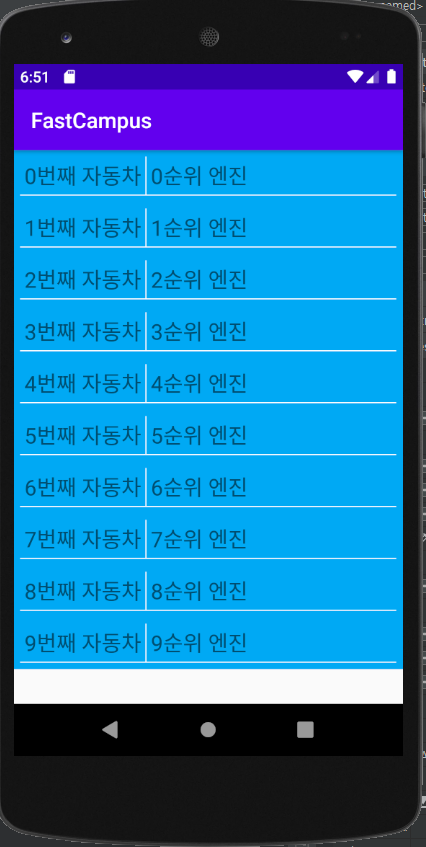 named>
6:51
FastCampus
0번째 자동차 0순위 엔진
1번째 자동차 1순위 엔진
2번째 자동차 2순위 엔진
3번째 자동차 3순위 엔진
4번째 자동차 4순위 엔진
5번째 자동차 5순위 엔진
6번째 자동차 6순위 엔진
7번째 자동차 7순위 엔진
8번째 자동차 8순위 엔진
9번째 자동차 9순위 엔진